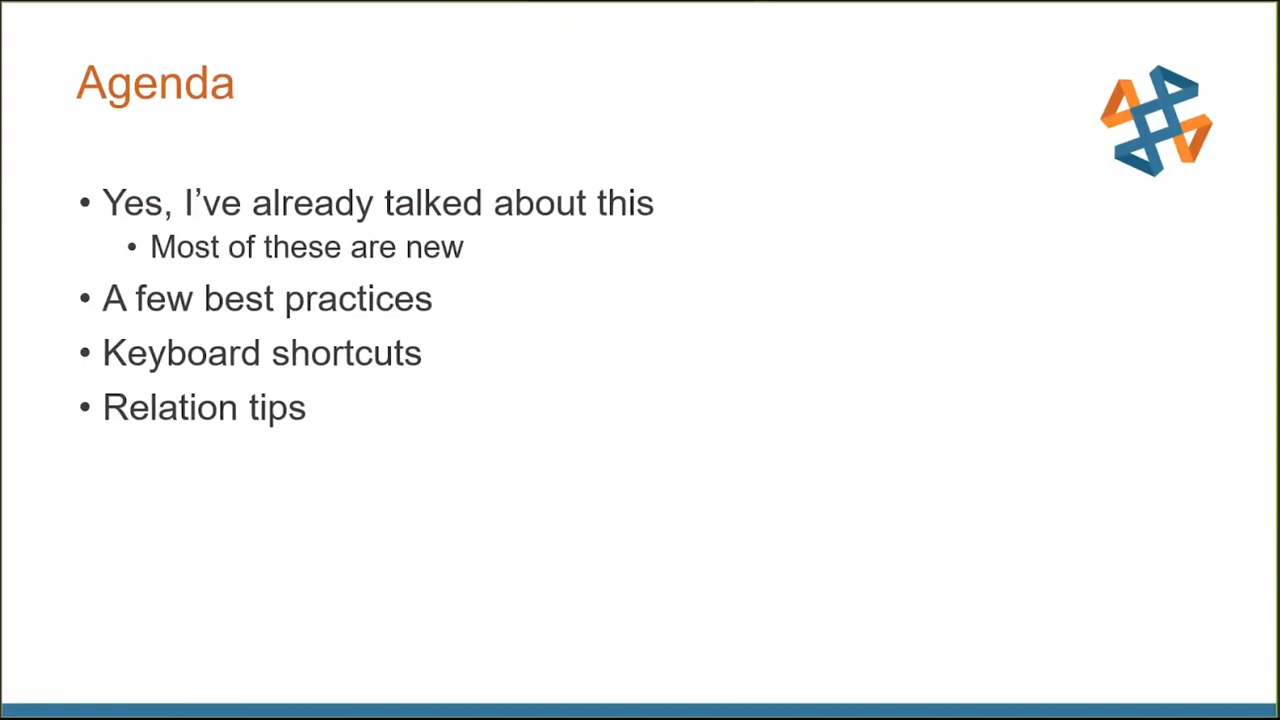 Agenda
• Yes, I’ve already talked about this
• Most of these are new
• A few best practices
• Keyboard shortcuts
• Relation tips